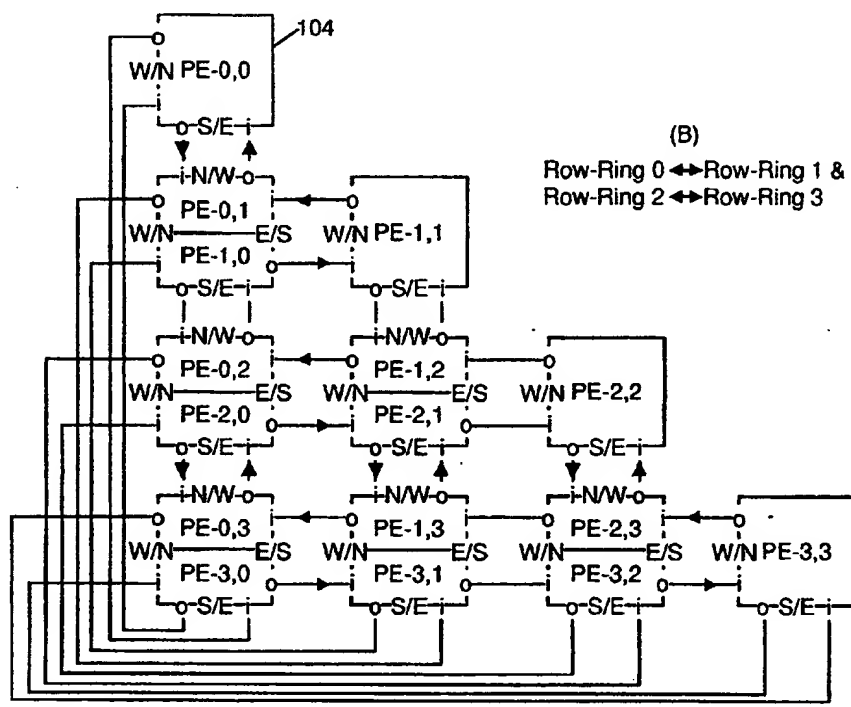 104
o
W/N PE-0,0
i
o S/E i
(B)
Row-Ring 0 ↔ Row-Ring 1 &
Row-Ring 2 ↔ Row-Ring 3
i N/W o
o PE-0,1 i o
W/N E/S W/N PE-1,1
i PE-1,0 o i
o S/E i o S/E i
i N/W o i N/W o
o PE-0,2 i o PE-1,2 i o
W/N E/S W/N E/S W/N PE-2,2
i PE-2,0 o i PE-2,1 o i
o S/E i o S/E i o S/E i
i N/W o i N/W o i N/W o
o PE-0,3 i o PE-1,3 i o PE-2,3 i o
W/N E/S W/N E/S W/N E/S W/N PE-3,3
i PE-3,0 o i PE-3,1 o i PE-3,2 o i
o S/E i o S/E i o S/E i o S/E i